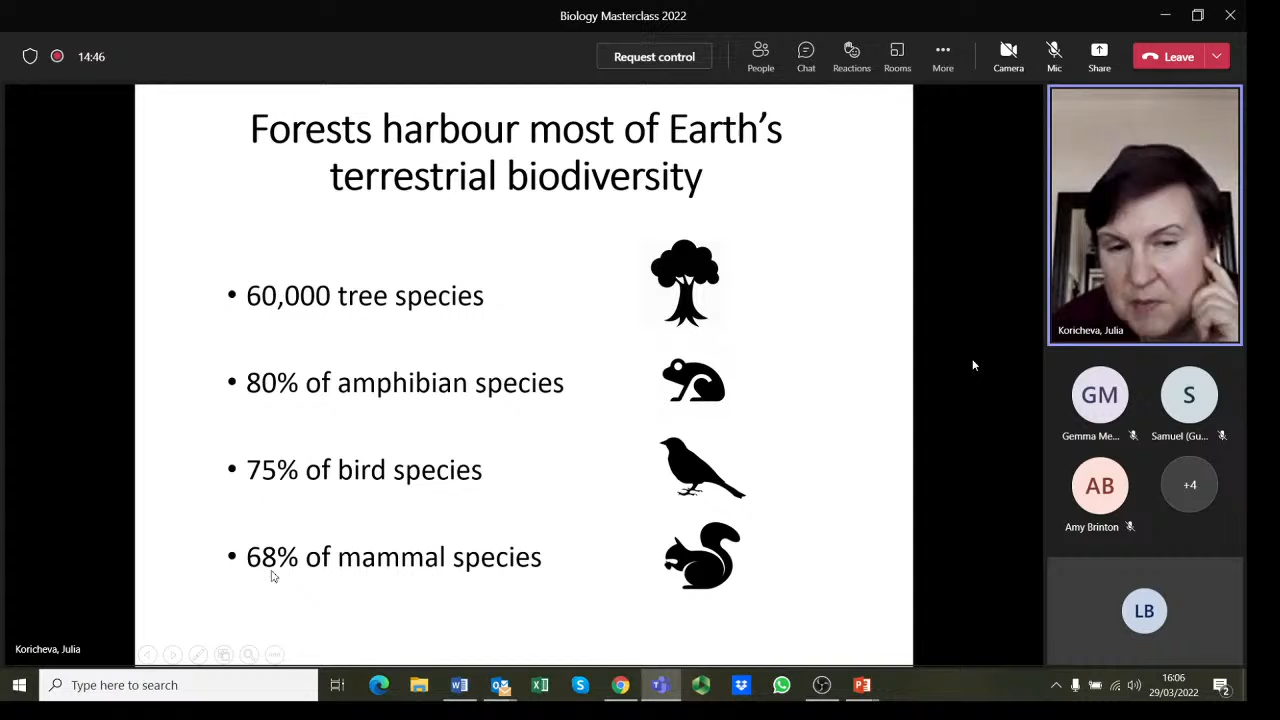 Biology Masterclass 2022
14:46
Request control
People
Chat
Reactions
Rooms
More
Camera
Mic
Share
Leave
Forests harbour most of Earth's
terrestrial biodiversity
• 60,000 tree species
• 80% of amphibian species
• 75% of bird species
• 68% of mammal species
Koricheva, Julia
Koricheva, Julia
GM
S
Gemma Me...
Samuel (Gu...
AB
+4
Amy Brinton
LB
Type here to search
16:06
29/03/2022
2